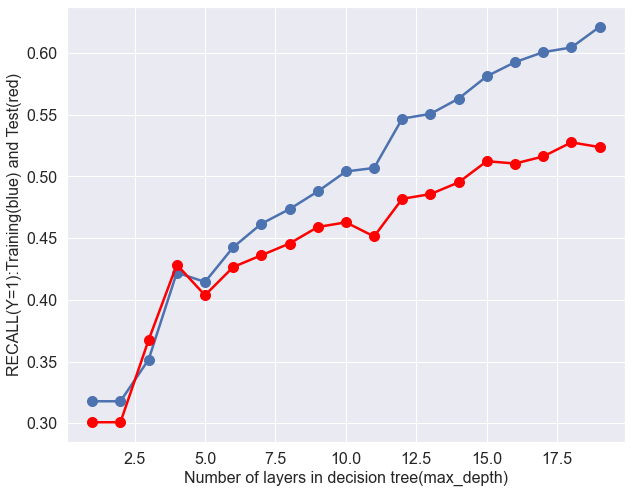 RECALL(Y=1):Training(blue) and Test(red)
0.60
0.55
0.50
0.45
0.40
0.35
0.30
2.5 5.0 7.5 10.0 12.5 15.0 17.5
Number of layers in decision tree(max_depth)